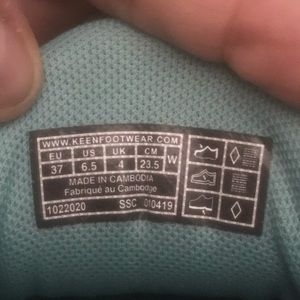 WWW.KEENFOOTWEAR.COM
EU US UK CM W
37 6.5 4 23.5
MADE IN CAMBODIA
Fabriqué au Cambodge
1022020 SSC 010419